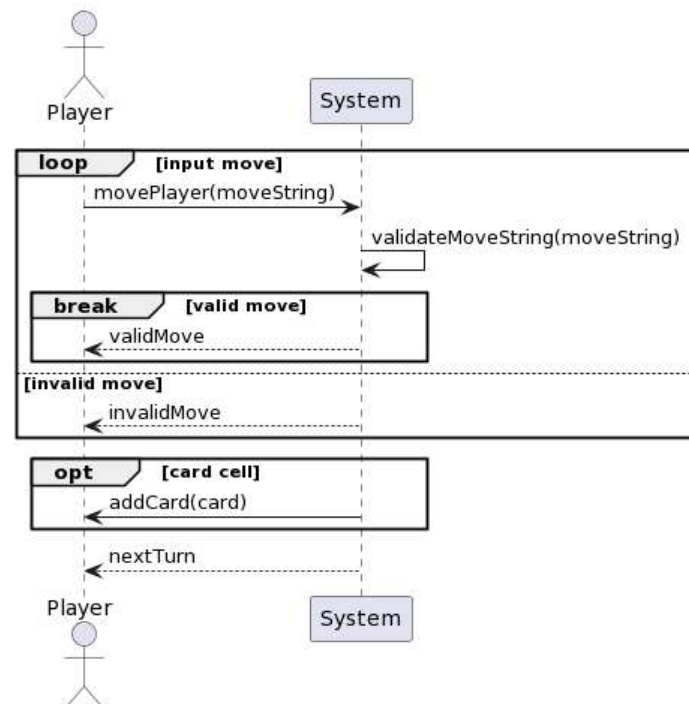 Player
System
loop [input move]
movePlayer(moveString)
validateMoveString(moveString)
break [valid move]
validMove
[invalid move]
invalidMove
opt [card cell]
addCard(card)
nextTurn
Player
System